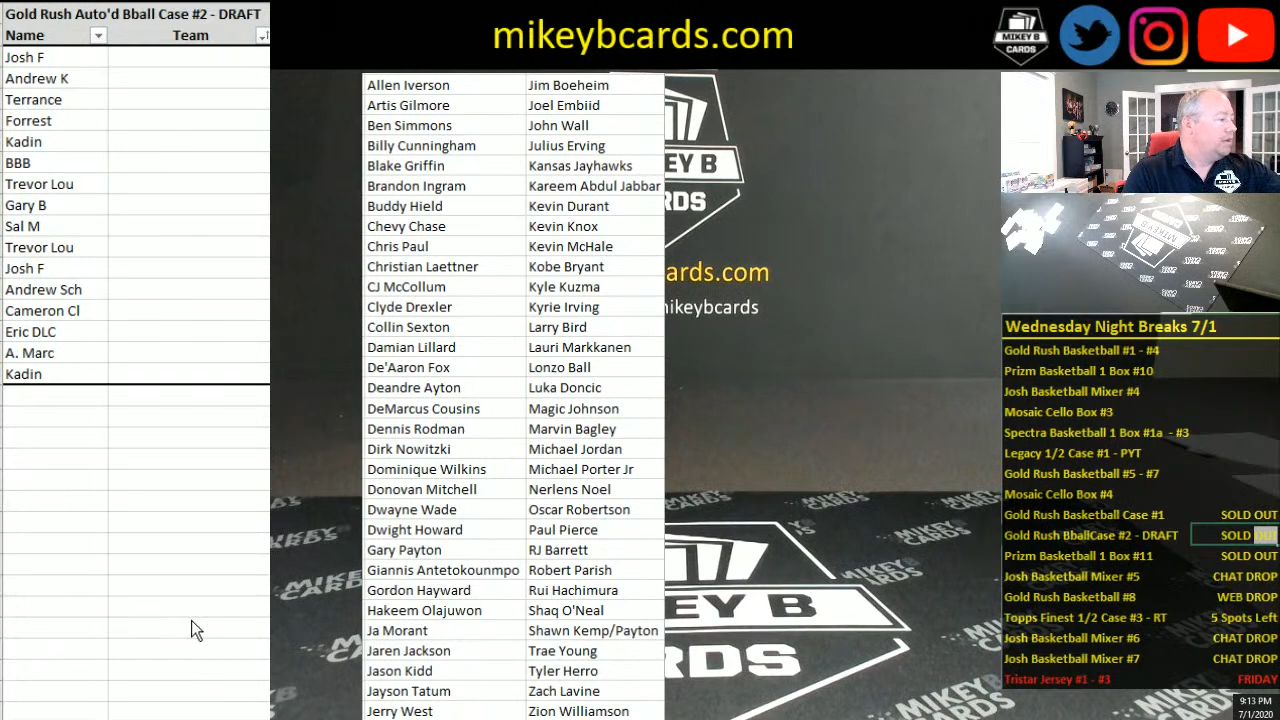 Gold Rush Auto'd Bball Case #2 - DRAFT
Name Team
Josh F
Andrew K
Terrance
Forrest
Kadin
BBB
Trevor Lou
Gary B
Sal M
Trevor Lou
Josh F
Andrew Sch
Cameron Cl
Eric DLC
A. Marc
Kadin
mikeybcards.com
MIKEY B
CARDS
Allen Iverson Jim Boeheim
Artis Gilmore Joel Embiid
Ben Simmons John Wall
Billy Cunningham Julius Erving
Blake Griffin Kansas Jayhawks
Brandon Ingram Kareem Abdul Jabbar
Buddy Hield Kevin Durant
Chevy Chase Kevin Knox
Chris Paul Kevin McHale
Christian Laettner Kobe Bryant
CJ McCollum Kyle Kuzma
Clyde Drexler Kyrie Irving
Collin Sexton Larry Bird
Damian Lillard Lauri Markkanen
De'Aaron Fox Lonzo Ball
Deandre Ayton Luka Doncic
DeMarcus Cousins Magic Johnson
Dennis Rodman Marvin Bagley
Dirk Nowitzki Michael Jordan
Dominique Wilkins Michael Porter Jr
Donovan Mitchell Nerlens Noel
Dwayne Wade Oscar Robertson
Dwight Howard Paul Pierce
Gary Payton RJ Barrett
Giannis Antetokounmpo Robert Parish
Gordon Hayward Rui Hachimura
Hakeem Olajuwon Shaq O'Neal
Ja Morant Shawn Kemp/Payton
Jaren Jackson Trae Young
Jason Kidd Tyler Herro
Jayson Tatum Zach Lavine
Jerry West Zion Williamson
EY B
RDS
ards.com
mikeybcards
EY B
RDS
Wednesday Night Breaks 7/1
Gold Rush Basketball #1 - #4
Prizm Basketball 1 Box #10
Josh Basketball Mixer #4
Mosaic Cello Box #3
Spectra Basketball 1 Box #1a - #3
Legacy 1/2 Case #1 - PYT
Gold Rush Basketball #5 - #7
Mosaic Cello Box #4
Gold Rush Basketball Case #1 SOLD OUT
Gold Rush BballCase #2 - DRAFT SOLD OUT
Prizm Basketball 1 Box #11 SOLD OUT
Josh Basketball Mixer #5 CHAT DROP
Gold Rush Basketball #8 WEB DROP
Topps Finest 1/2 Case #3 - RT 5 Spots Left
Josh Basketball Mixer #6 CHAT DROP
Josh Basketball Mixer #7 CHAT DROP
Tristar Jersey #1 - #3 FRIDAY
9:13 PM
7/1/2020